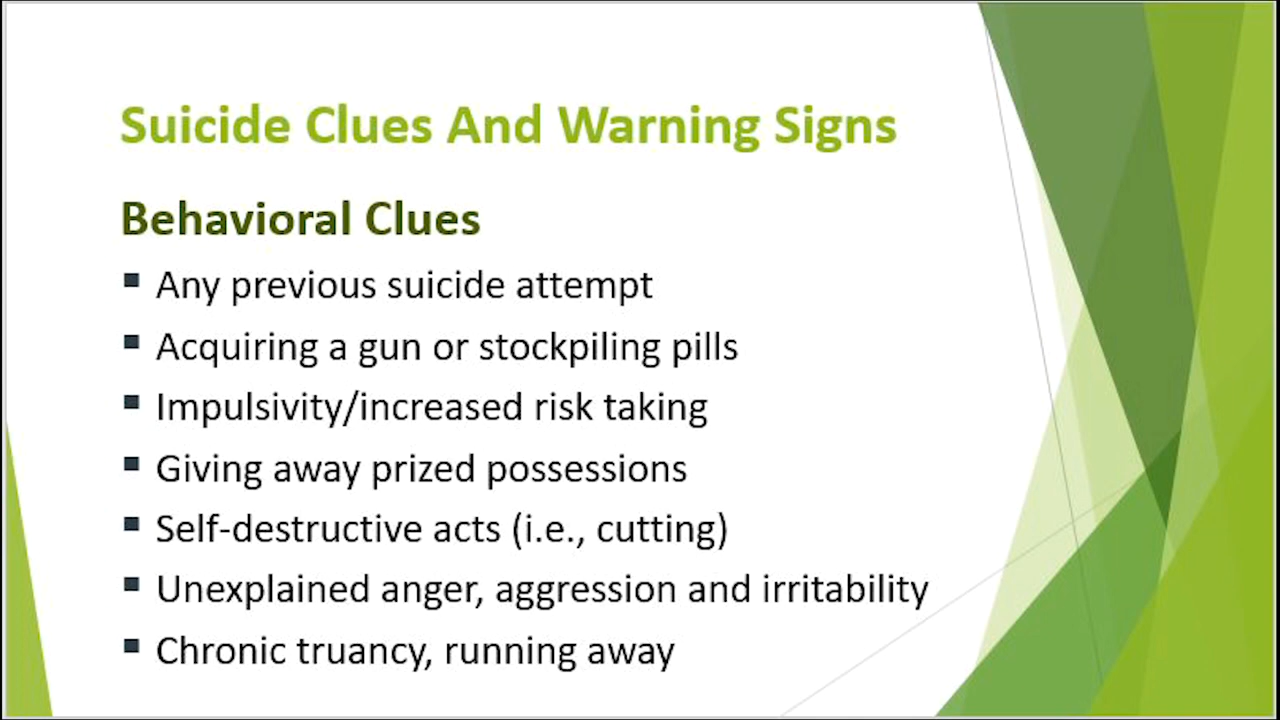 Suicide Clues And Warning Signs
Behavioral Clues
▪ Any previous suicide attempt
▪ Acquiring a gun or stockpiling pills
▪ Impulsivity/increased risk taking
▪ Giving away prized possessions
▪ Self-destructive acts (i.e., cutting)
▪ Unexplained anger, aggression and irritability
▪ Chronic truancy, running away